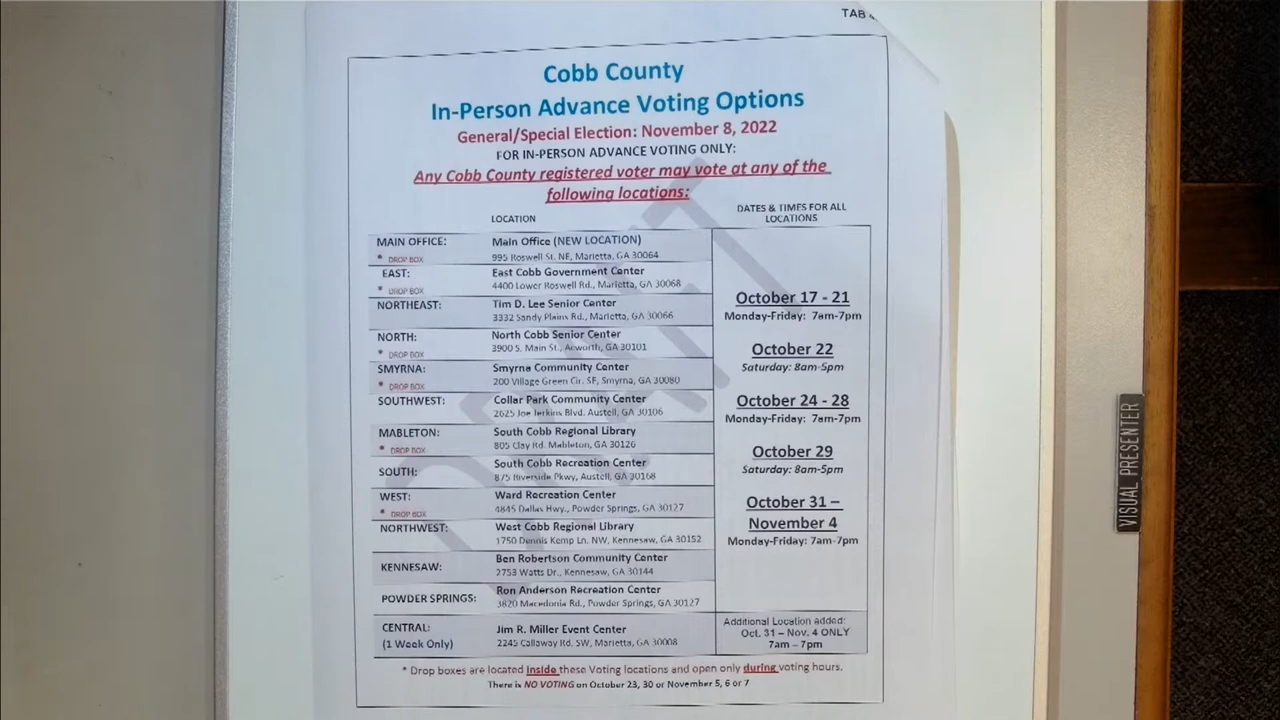 TAB
Cobb County
In-Person Advance Voting Options
General/Special Election: November 8, 2022
FOR IN-PERSON ADVANCE VOTING ONLY:
Any Cobb County registered voter may vote at any of the
following locations:
LOCATION
DATES & TIMES FOR ALL
LOCATIONS
MAIN OFFICE: Main Office (NEW LOCATION)
* DROP BOX 995 Roswell St. NE, Marietta, GA 30064
EAST: East Cobb Government Center
* DROP BOX 4400 Lower Roswell Rd., Marietta, GA 30068
NORTHEAST: Tim D. Lee Senior Center
3332 Sandy Plains Rd., Marietta, GA 30066
NORTH: North Cobb Senior Center
* DROP BOX 3900 S. Main St., Acworth, GA 30101
SMYRNA: Smyrna Community Center
* DROP BOX 200 Village Green Cir. SE, Smyrna, GA 30080
SOUTHWEST: Collar Park Community Center
2625 Joe Jerkins Blvd. Austell, GA 30106
MABLETON: South Cobb Regional Library
* DROP BOX 805 Clay Rd. Mableton, GA 30126
SOUTH: South Cobb Recreation Center
875 Riverside Pkwy, Austell, GA 30168
WEST: Ward Recreation Center
* DROP BOX 4845 Dallas Hwy., Powder Springs, GA 30127
NORTHWEST: West Cobb Regional Library
1750 Dennis Kemp Ln. NW, Kennesaw, GA 30152
KENNESAW: Ben Robertson Community Center
2753 Watts Dr., Kennesaw, GA 30144
POWDER SPRINGS: Ron Anderson Recreation Center
3820 Macedonia Rd., Powder Springs, GA 30127
CENTRAL: Jim R. Miller Event Center
(1 Week Only) 2245 Callaway Rd. SW, Marietta, GA 30008
October 17 - 21
Monday-Friday: 7am-7pm
October 22
Saturday: 8am-5pm
October 24 - 28
Monday-Friday: 7am-7pm
October 29
Saturday: 8am-5pm
October 31 –
November 4
Monday-Friday: 7am-7pm
Additional Location added:
Oct. 31 – Nov. 4 ONLY
7am – 7pm
* Drop boxes are located inside these Voting locations and open only during voting hours.
There is NO VOTING on October 23, 30 or November 5, 6 or 7
DRAFT
VISUAL PRESENTER